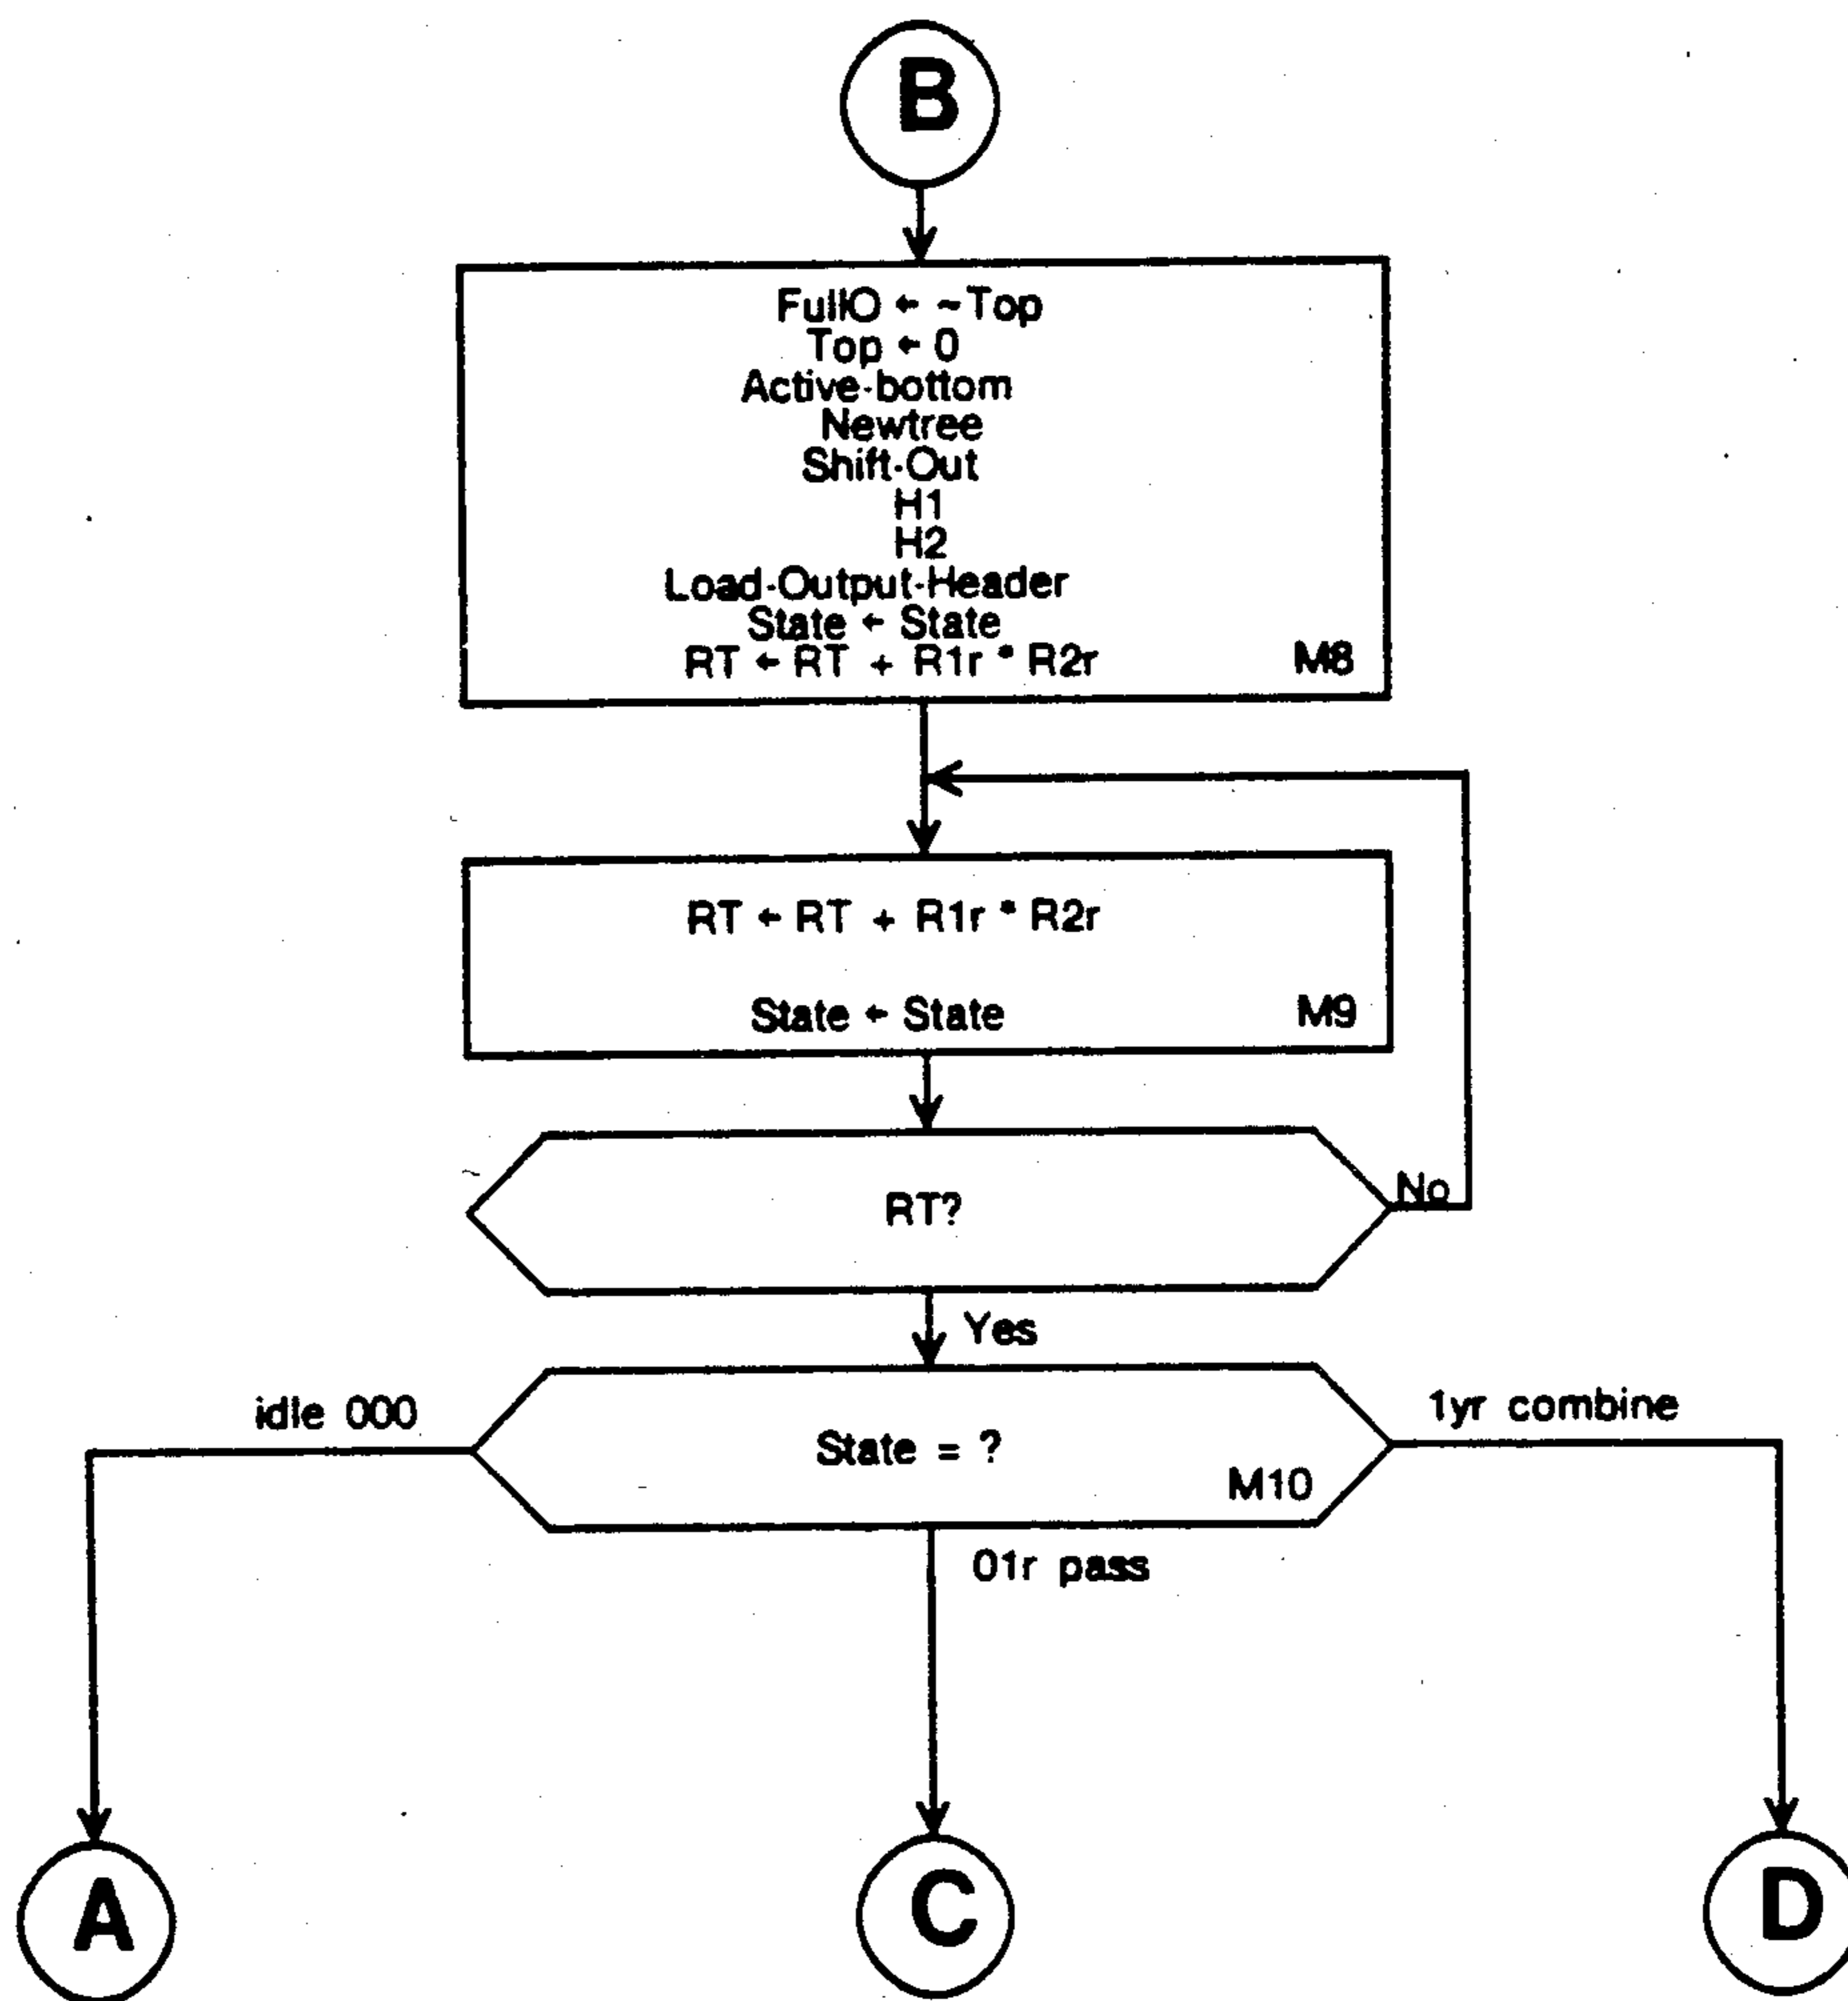 B
FullO ← ~Top
Top ← 0
Active-bottom
Newtree
Shift-Out
H1
H2
Load-Output-Header
State ← State
RT ← RT + R1r * R2r
M8
RT ← RT + R1r * R2r
State ← State
M9
RT?
No
Yes
idle 000
State = ?
1yr combine
M10
01r pass
A
C
D